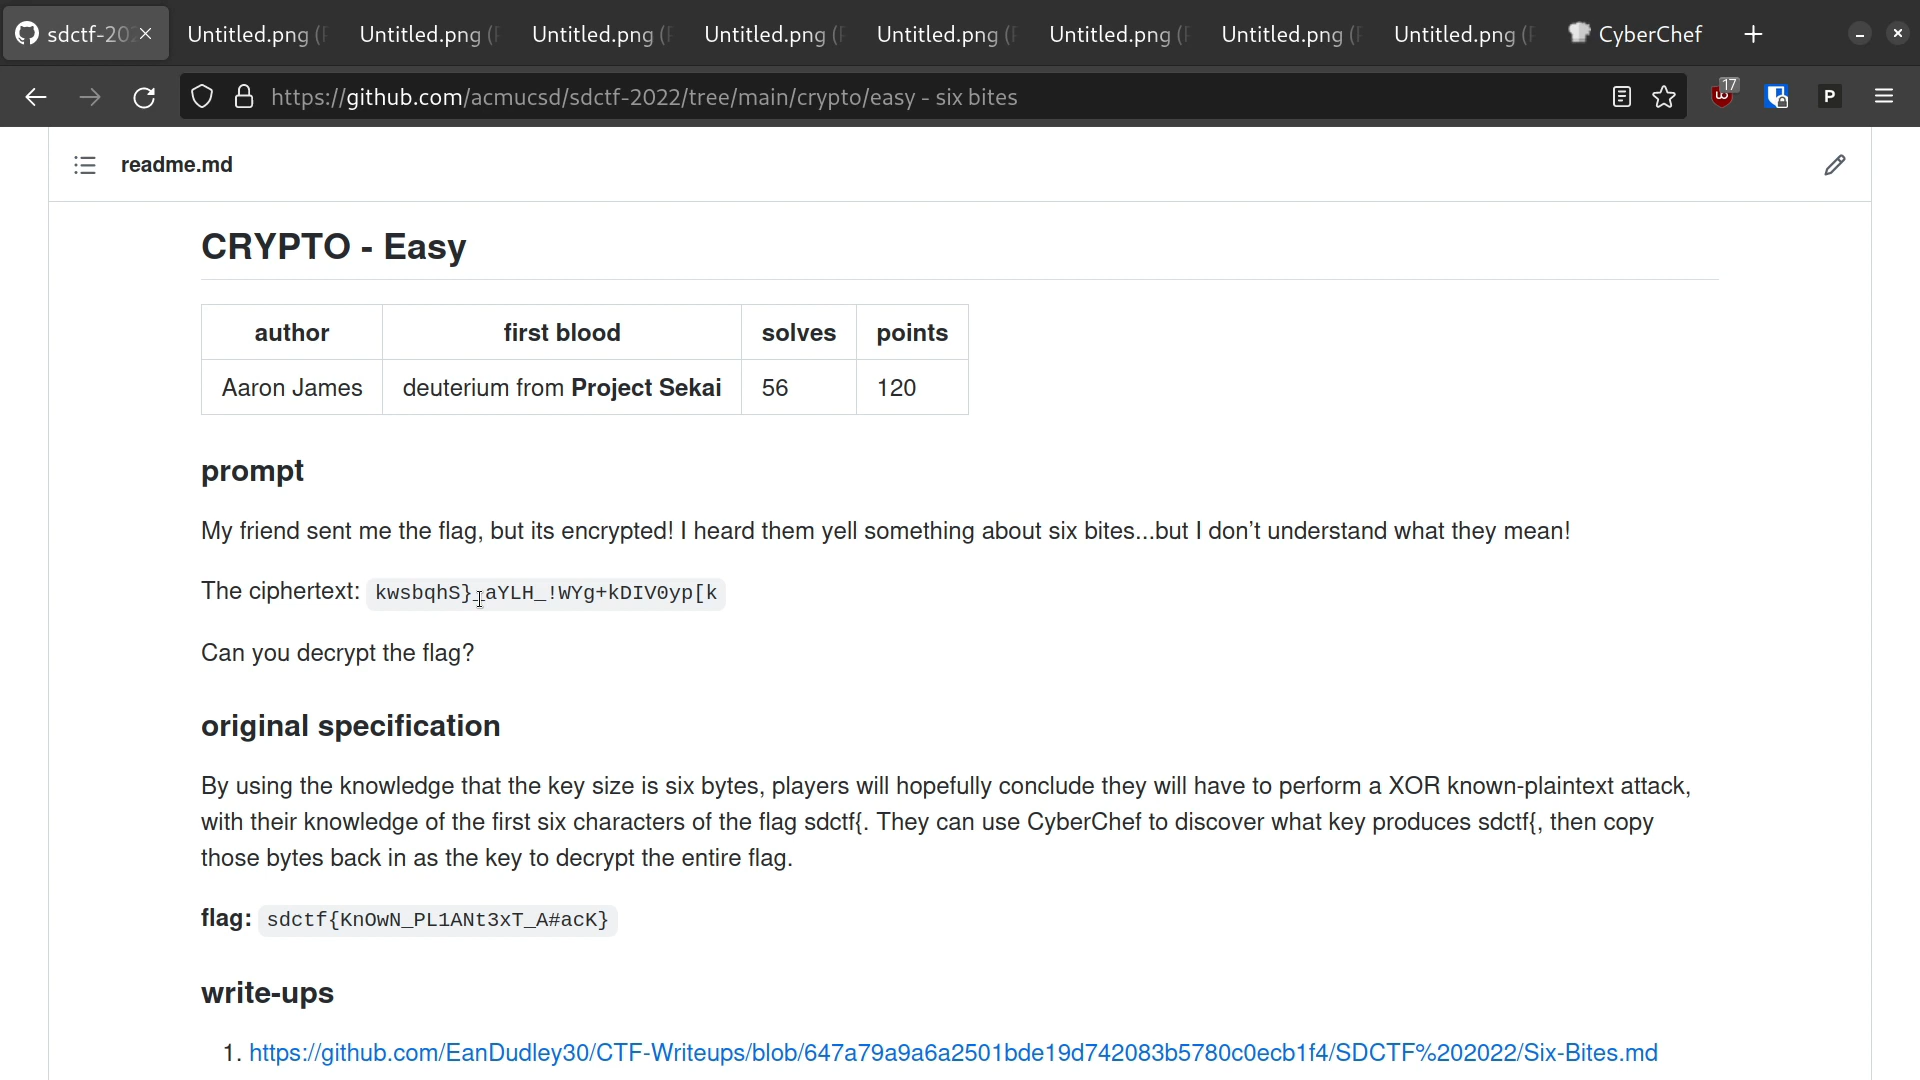 sdctf-202
Untitled.png (
Untitled.png (
Untitled.png (
Untitled.png (
Untitled.png (
Untitled.png (
Untitled.png (
Untitled.png (
CyberChef
https://github.com/acmucsd/sdctf-2022/tree/main/crypto/easy - six bites
17
P
readme.md
CRYPTO - Easy
author first blood solves points
Aaron James deuterium from Project Sekai 56 120
prompt
My friend sent me the flag, but its encrypted! I heard them yell something about six bites...but I don’t understand what they mean!
The ciphertext: kwsbqhS}_aYLH_!WYg+kDIV0yp[k
Can you decrypt the flag?
original specification
By using the knowledge that the key size is six bytes, players will hopefully conclude they will have to perform a XOR known-plaintext attack,
with their knowledge of the first six characters of the flag sdctf{. They can use CyberChef to discover what key produces sdctf{, then copy
those bytes back in as the key to decrypt the entire flag.
flag: sdctf{KnOwN_PL1ANt3xT_A#acK}
write-ups
1. https://github.com/EanDudley30/CTF-Writeups/blob/647a79a9a6a2501bde19d742083b5780c0ecb1f4/SDCTF%202022/Six-Bites.md